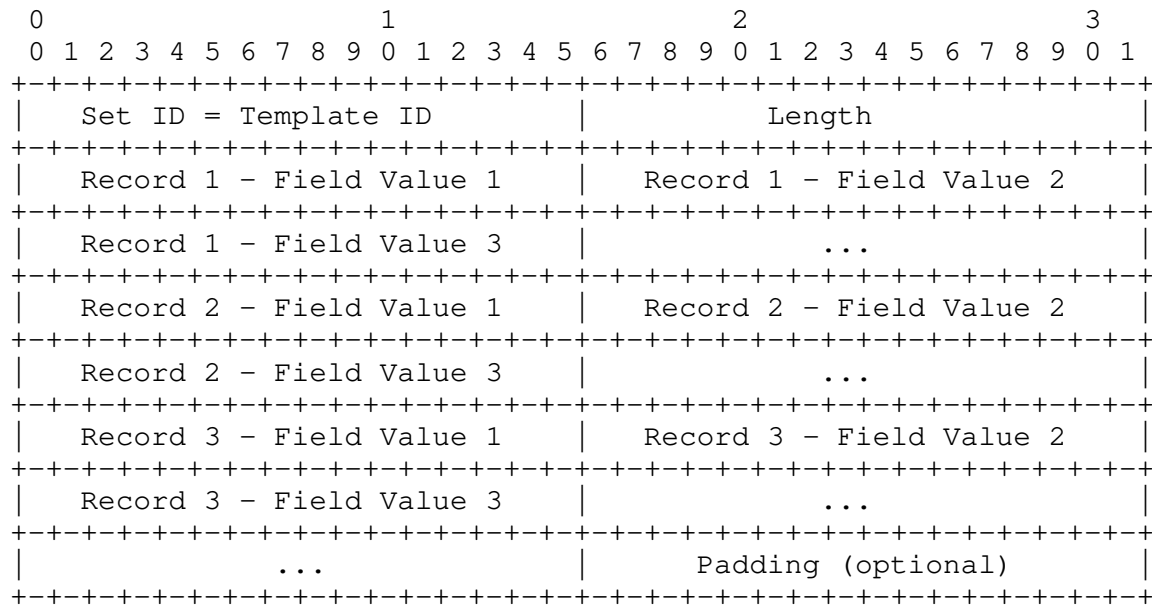 0                   1                   2                   3
 0 1 2 3 4 5 6 7 8 9 0 1 2 3 4 5 6 7 8 9 0 1 2 3 4 5 6 7 8 9 0 1
+-+-+-+-+-+-+-+-+-+-+-+-+-+-+-+-+-+-+-+-+-+-+-+-+-+-+-+-+-+-+-+-+
|   Set ID = Template ID        |          Length               |
+-+-+-+-+-+-+-+-+-+-+-+-+-+-+-+-+-+-+-+-+-+-+-+-+-+-+-+-+-+-+-+-+
|   Record 1 - Field Value 1    |   Record 1 - Field Value 2    |
+-+-+-+-+-+-+-+-+-+-+-+-+-+-+-+-+-+-+-+-+-+-+-+-+-+-+-+-+-+-+-+-+
|   Record 1 - Field Value 3    |             ...               |
+-+-+-+-+-+-+-+-+-+-+-+-+-+-+-+-+-+-+-+-+-+-+-+-+-+-+-+-+-+-+-+-+
|   Record 2 - Field Value 1    |   Record 2 - Field Value 2    |
+-+-+-+-+-+-+-+-+-+-+-+-+-+-+-+-+-+-+-+-+-+-+-+-+-+-+-+-+-+-+-+-+
|   Record 2 - Field Value 3    |             ...               |
+-+-+-+-+-+-+-+-+-+-+-+-+-+-+-+-+-+-+-+-+-+-+-+-+-+-+-+-+-+-+-+-+
|   Record 3 - Field Value 1    |   Record 3 - Field Value 2    |
+-+-+-+-+-+-+-+-+-+-+-+-+-+-+-+-+-+-+-+-+-+-+-+-+-+-+-+-+-+-+-+-+
|   Record 3 - Field Value 3    |             ...               |
+-+-+-+-+-+-+-+-+-+-+-+-+-+-+-+-+-+-+-+-+-+-+-+-+-+-+-+-+-+-+-+-+
|              ...              |      Padding (optional)       |
+-+-+-+-+-+-+-+-+-+-+-+-+-+-+-+-+-+-+-+-+-+-+-+-+-+-+-+-+-+-+-+-+